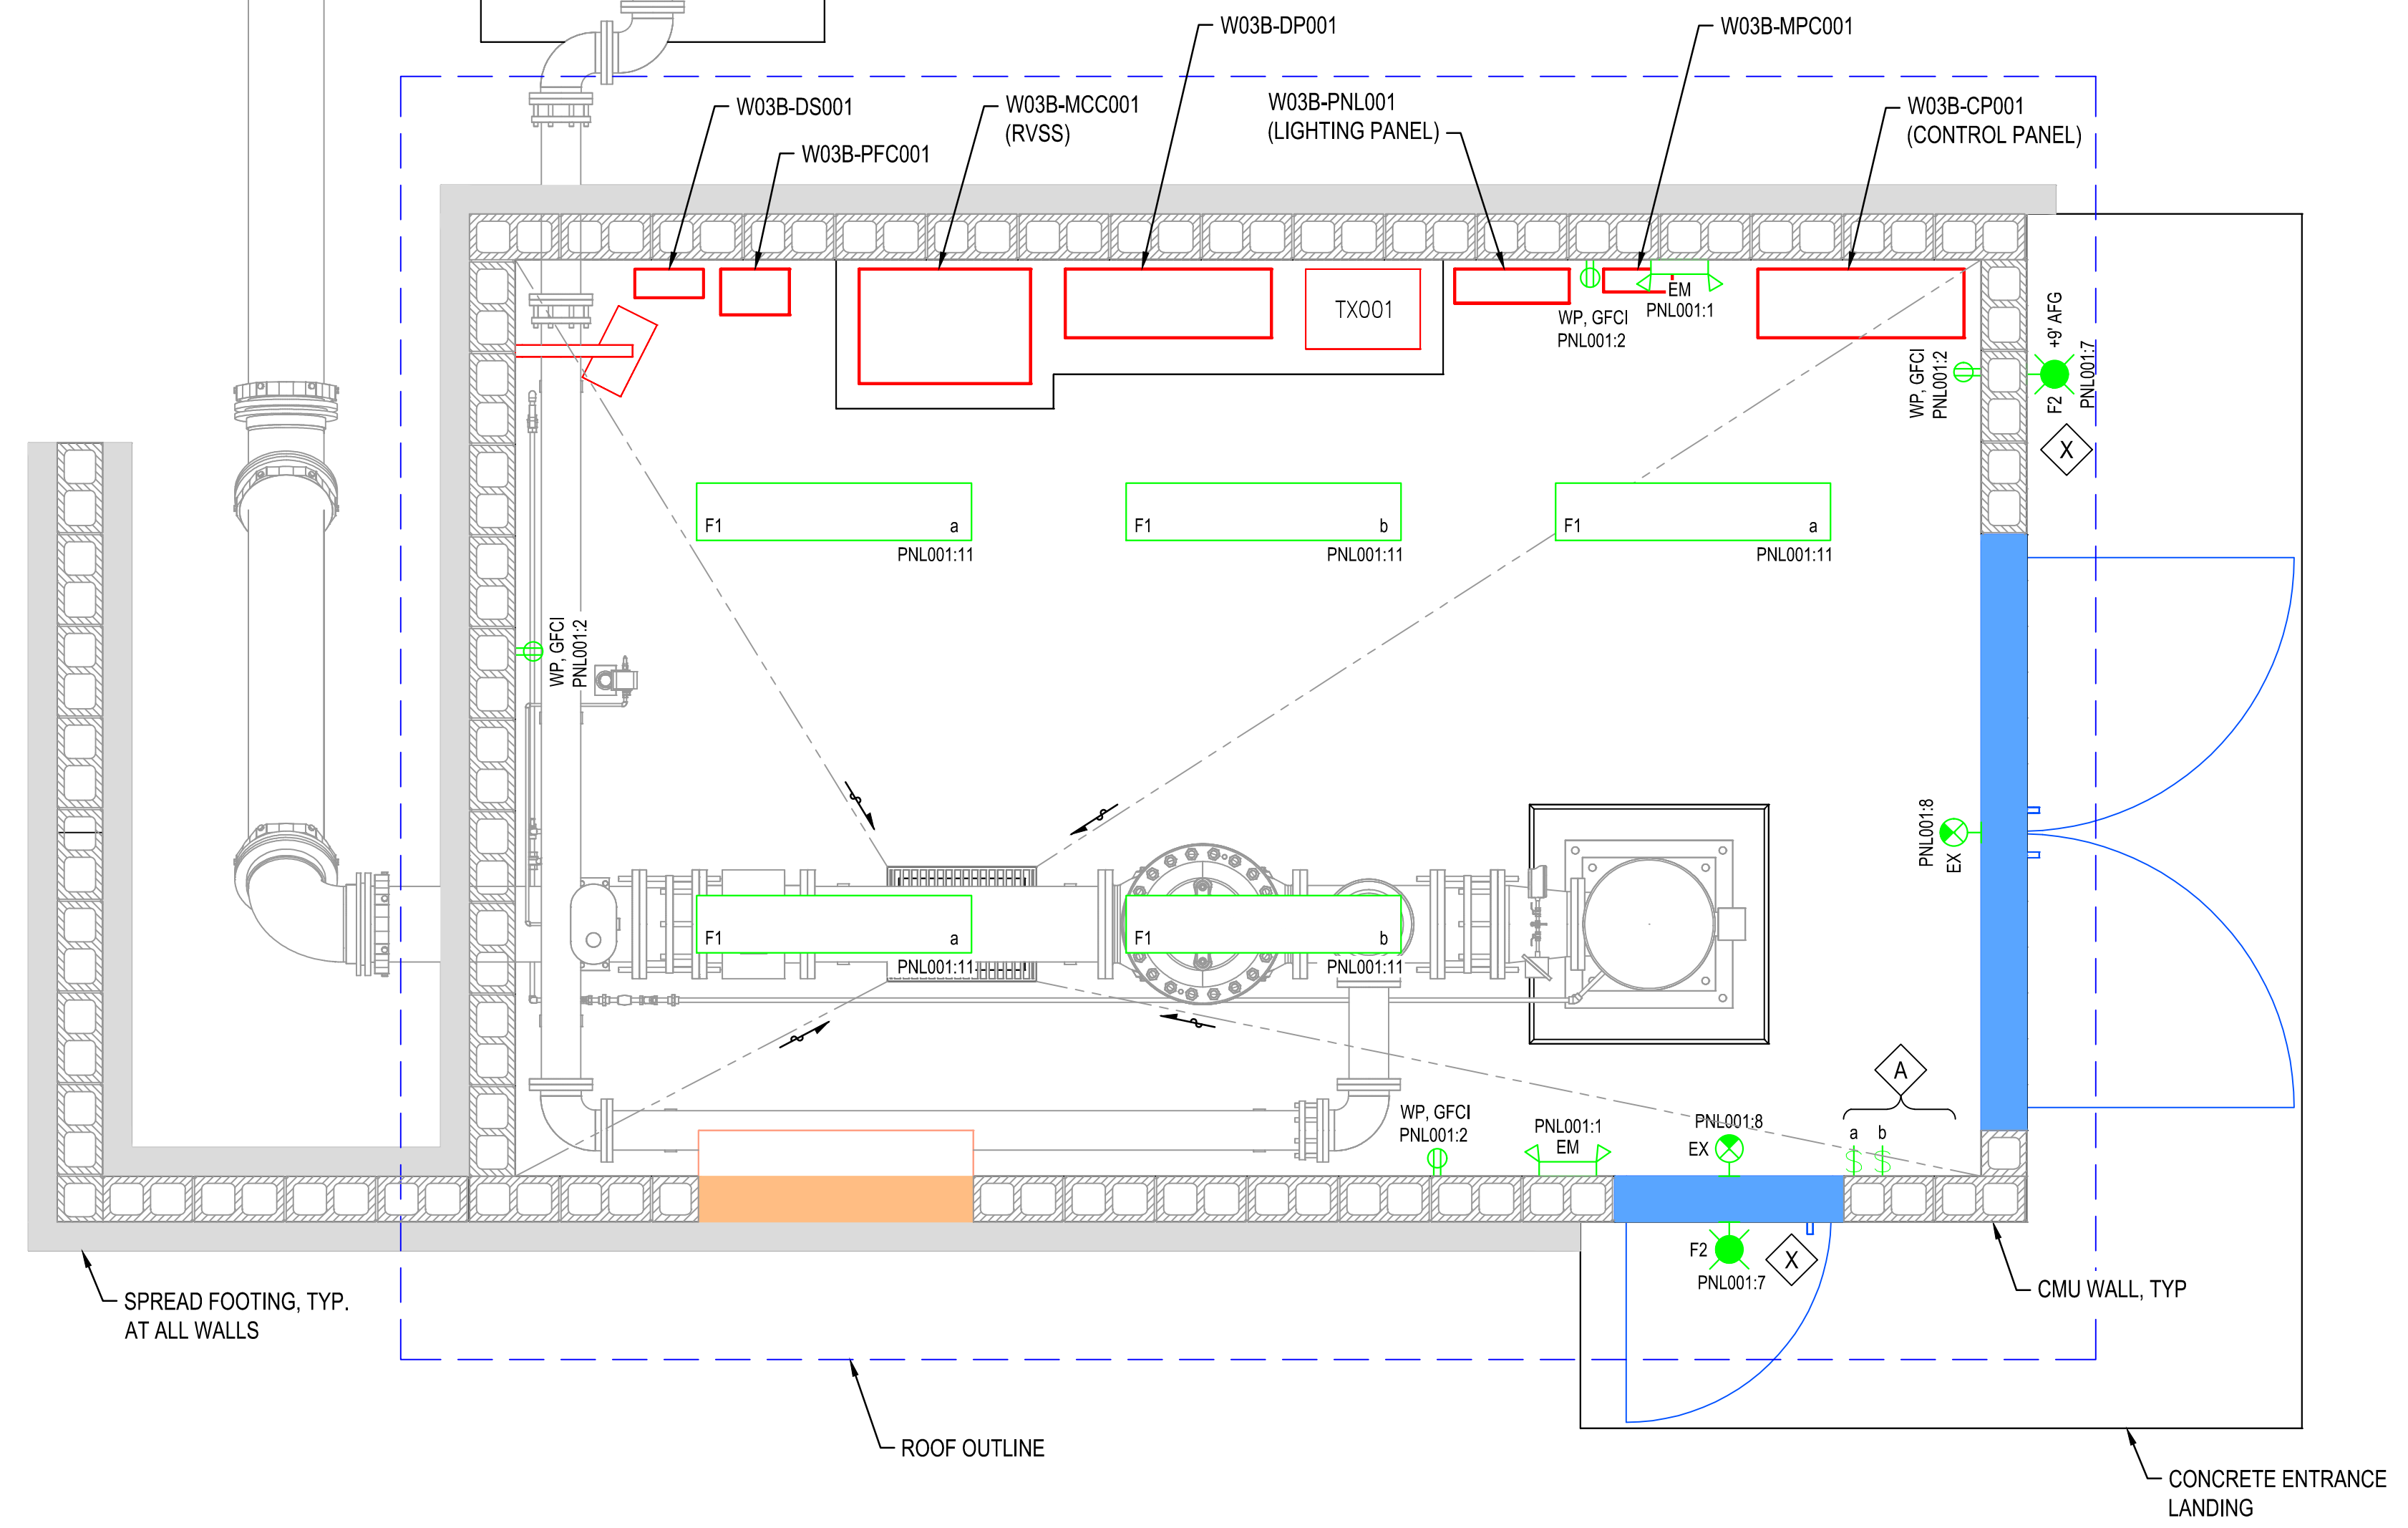 W03B-DP001
W03B-MPC001
W03B-DS001
W03B-MCC001
(RVSS)
W03B-PNL001
(LIGHTING PANEL)
W03B-CP001
(CONTROL PANEL)
W03B-PFC001
TX001
EM
PNL001:1
WP, GFCI
PNL001:2
WP, GFCI
PNL001:2
+9' AFG
F2
PNL001:7
X
F1
a
PNL001:11
F1
b
PNL001:11
F1
a
PNL001:11
WP, GFCI
PNL001:2
PNL001:8
EX
F1
a
PNL001:11
F1
b
PNL001:11
A
WP, GFCI
PNL001:2
PNL001:1
EM
PNL001:8
EX
a
b
$
$
F2
PNL001:7
X
SPREAD FOOTING, TYP.
AT ALL WALLS
CMU WALL, TYP
ROOF OUTLINE
CONCRETE ENTRANCE
LANDING